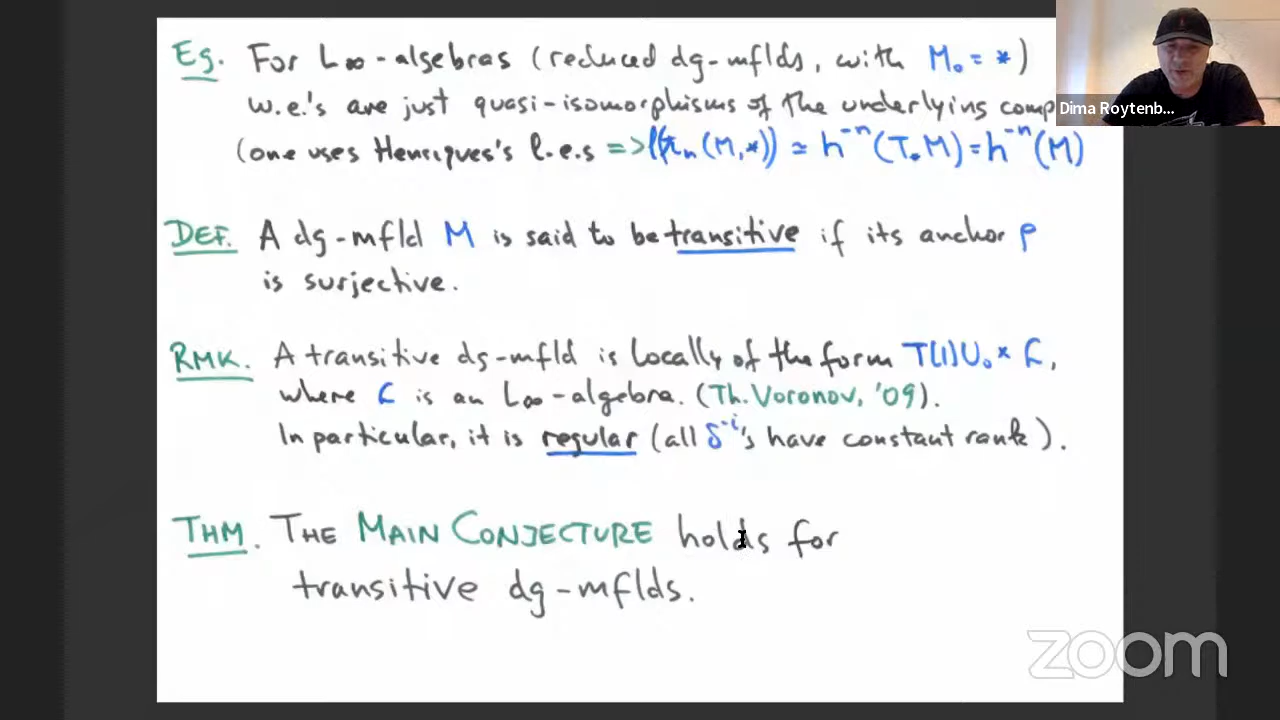 Eg. For L∞-algebras (reduced dg-mflds, with M₀ = *)
w.e.'s are just quasi-isomorphisms of the underlying comp
(one uses Henriques's l.e.s => (πₙ(M,*)) ≃ h⁻ⁿ(T.M) = h⁻ⁿ(M)
DEF. A dg-mfld M is said to be transitive if its anchor ρ
is surjective.
RMK. A transitive dg-mfld is locally of the form T[1]U₀ × L,
where L is an L∞-algebra. (Th. Voronov, '09).
In particular, it is regular (all δ⁻ⁱ's have constant rank).
THM. THE MAIN CONJECTURE holds for
transitive dg-mflds.
Dima Roytenb...
zoom